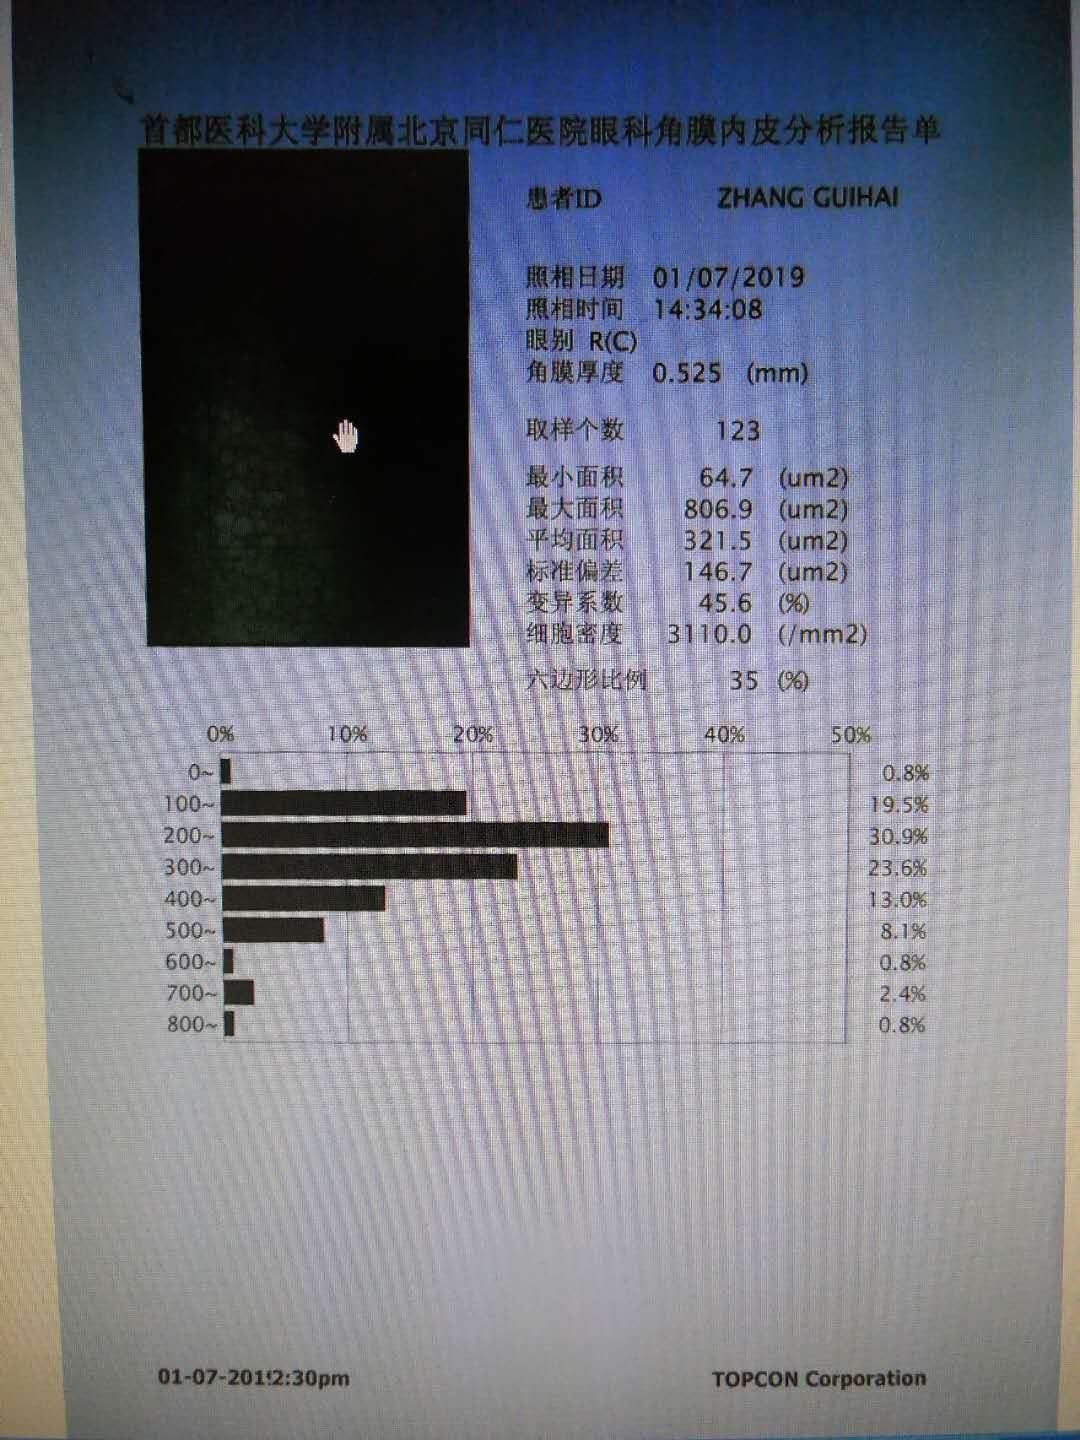 首都医科大学附属北京同仁医院眼科角膜内皮分析报告单
患者ID ZHANG GUIHAI
照相日期 01/07/2019
照相时间 14:34:08
眼别 R(C)
角膜厚度 0.525 (mm)
取样个数 123
最小面积 64.7 (um2)
最大面积 806.9 (um2)
平均面积 321.5 (um2)
标准偏差 146.7 (um2)
变异系数 45.6 (%)
细胞密度 3110.0 (/mm2)
六边形比例 35 (%)
0% 10% 20% 30% 40% 50%
0~ 0.8%
100~ 19.5%
200~ 30.9%
300~ 23.6%
400~ 13.0%
500~ 8.1%
600~ 0.8%
700~ 2.4%
800~ 0.8%
2:30pm TOPCON Corporation